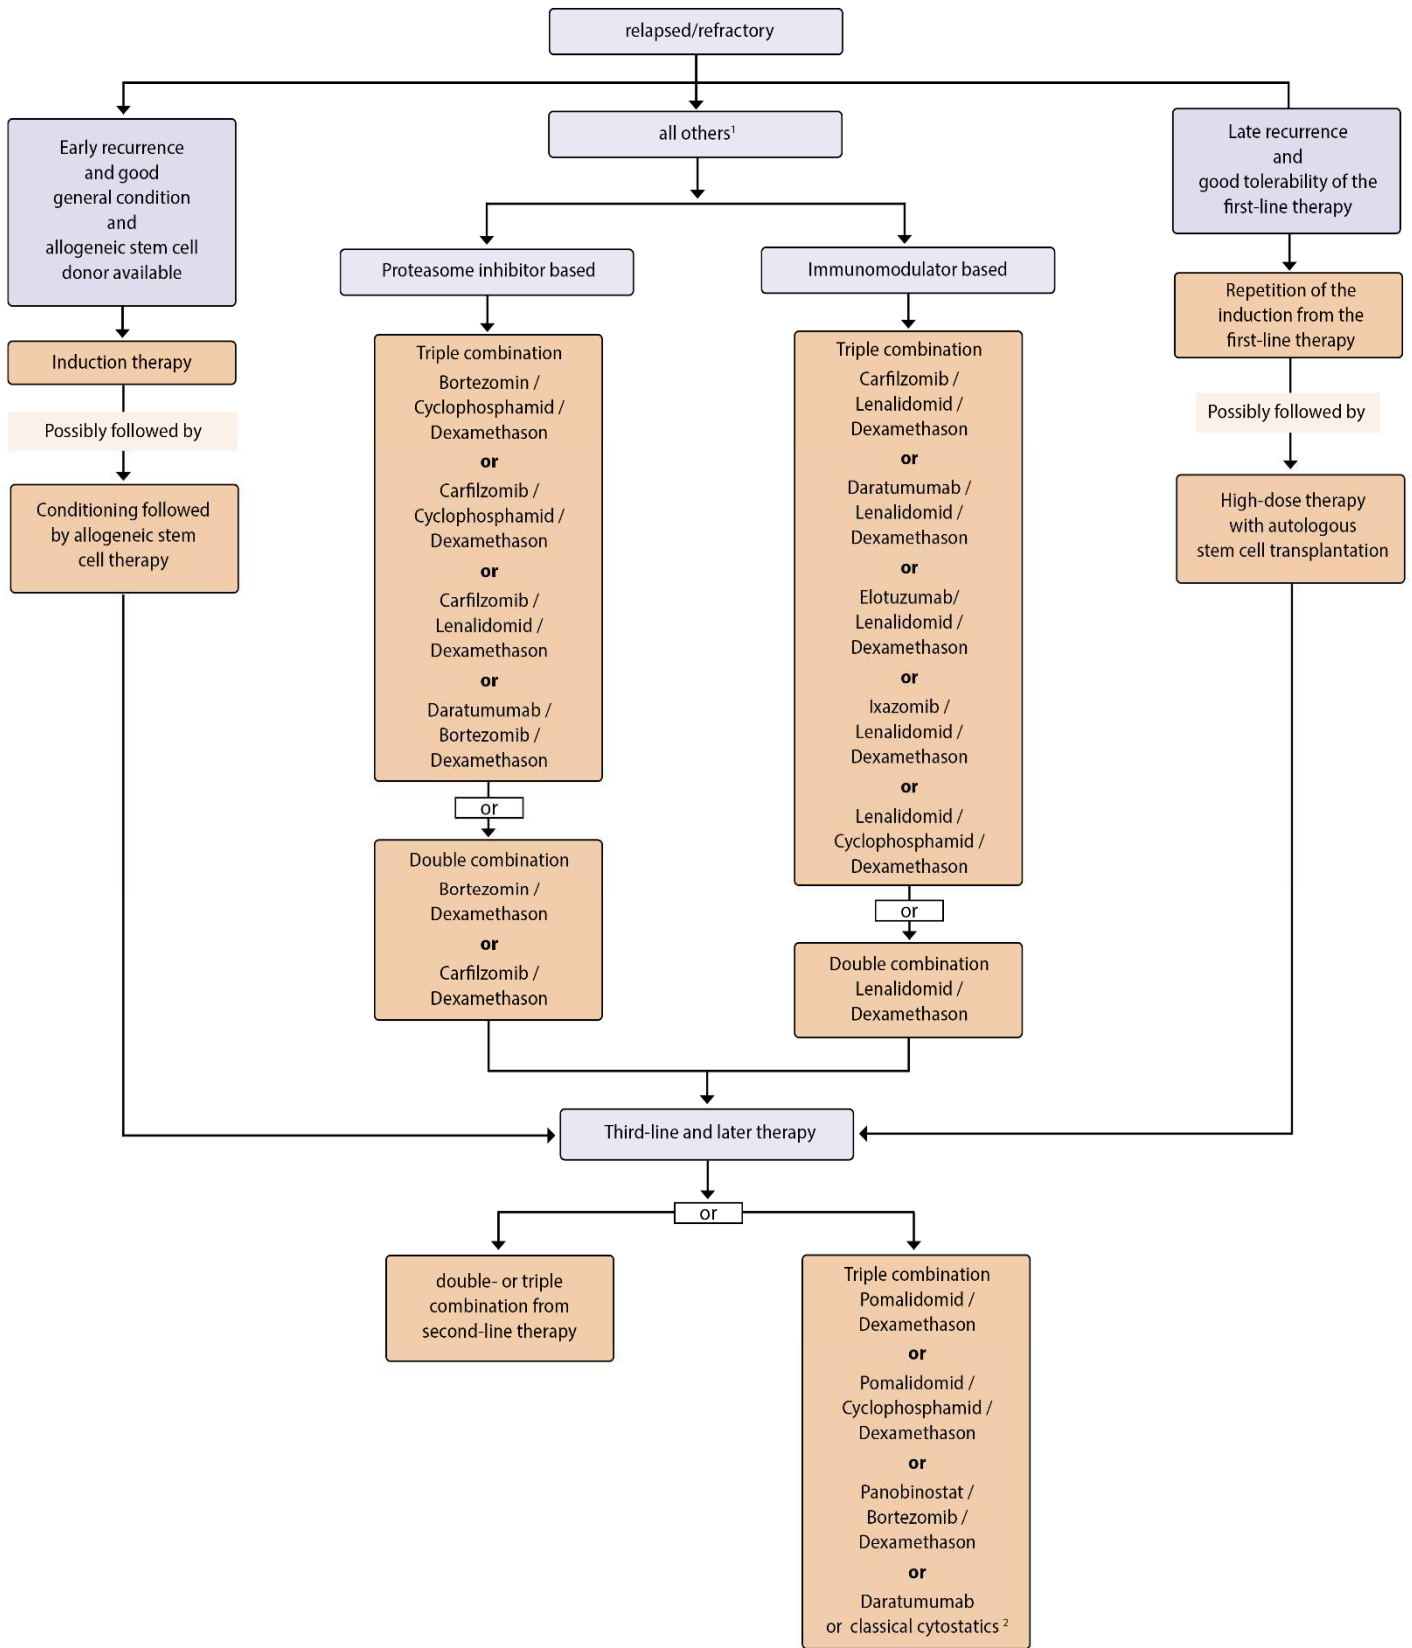 relapsed/refractory
Early recurrence
and good
general condition
and
allogeneic stem cell
donor available
Induction therapy
Possibly followed by
Conditioning followed
by allogeneic stem
cell therapy
all others¹
Proteasome inhibitor based
Triple combination
Bortezomin /
Cyclophosphamid /
Dexamethason
or
Carfilzomib /
Cyclophosphamid /
Dexamethason
or
Carfilzomib /
Lenalidomid /
Dexamethason
or
Daratumumab /
Bortezomib /
Dexamethason
or
Double combination
Bortezomin /
Dexamethason
or
Carfilzomib /
Dexamethason
Immunomodulator based
Triple combination
Carfilzomib /
Lenalidomid /
Dexamethason
or
Daratumumab /
Lenalidomid /
Dexamethason
or
Elotuzumab/
Lenalidomid /
Dexamethason
or
Ixazomib /
Lenalidomid /
Dexamethason
or
Lenalidomid /
Cyclophosphamid /
Dexamethason
or
Double combination
Lenalidomid /
Dexamethason
Late recurrence
and
good tolerability of the
first-line therapy
Repetition of the
induction from the
first-line therapy
Possibly followed by
High-dose therapy
with autologous
stem cell transplantation
Third-line and later therapy
or
double- or triple
combination from
second-line therapy
Triple combination
Pomalidomid /
Dexamethason
or
Pomalidomid /
Cyclophosphamid /
Dexamethason
or
Panobinostat /
Bortezomib /
Dexamethason
or
Daratumumab
or classical cytostatics ²